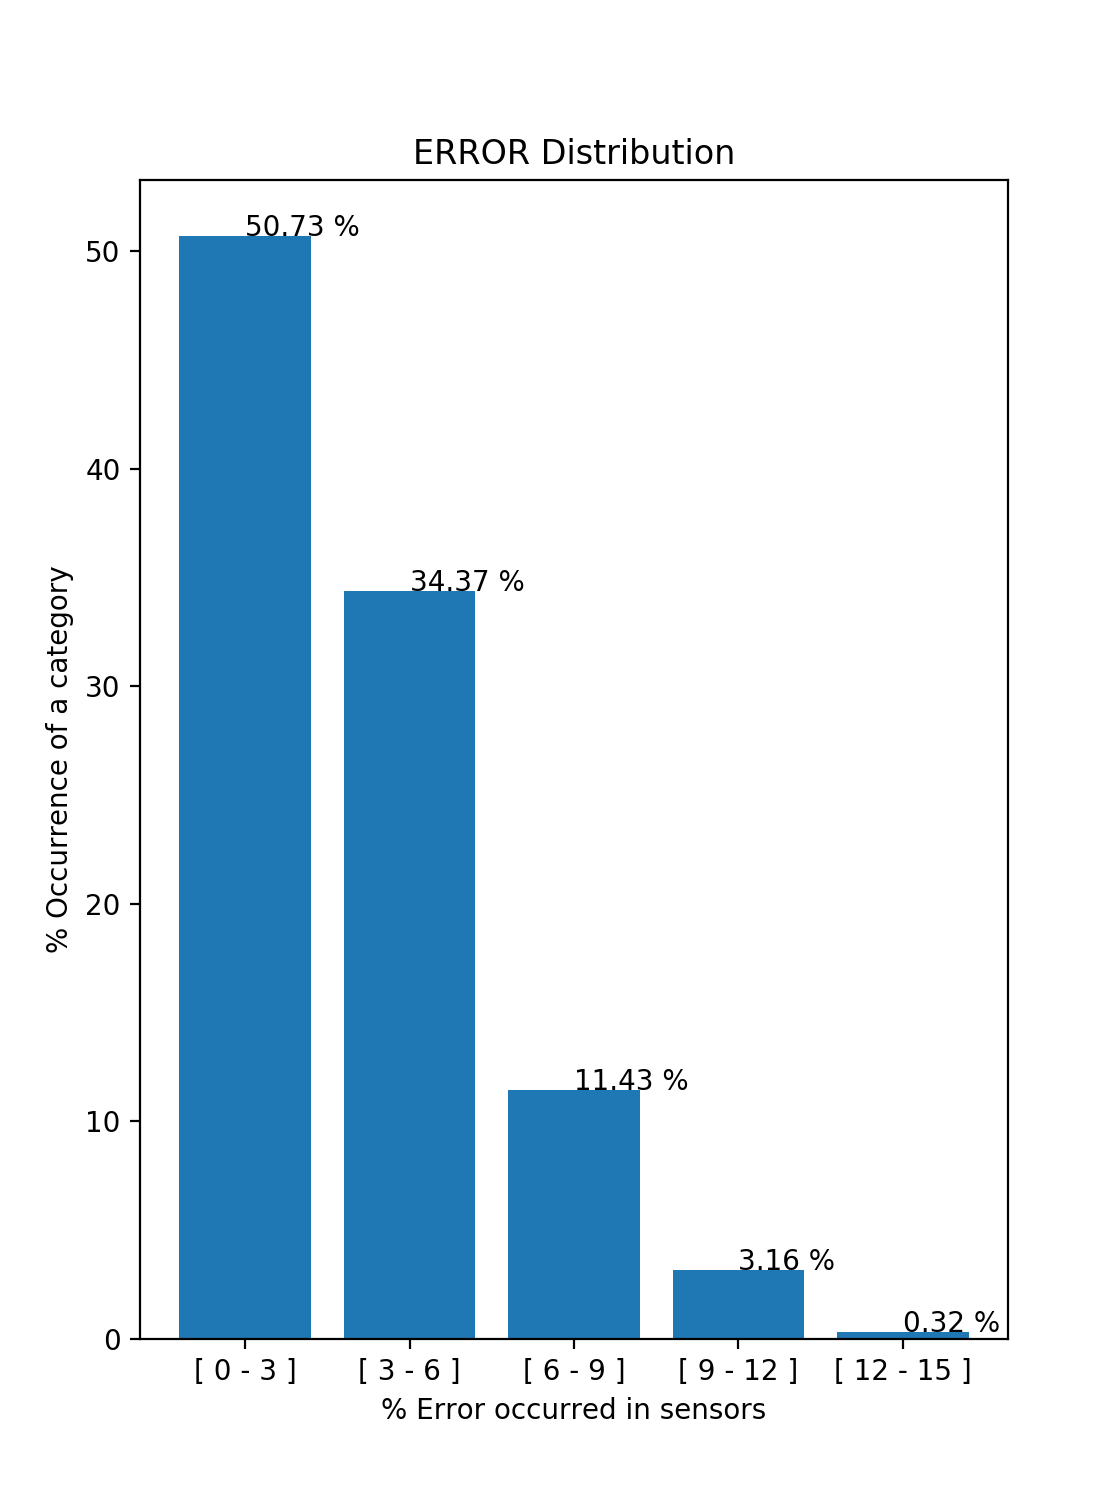 ERROR Distribution
50.73 %
50
40
34.37 %
30
20
11.43 %
10
3.16 %
0.32 %
0
[ 0 - 3 ] [ 3 - 6 ] [ 6 - 9 ] [ 9 - 12 ] [ 12 - 15 ]
% Error occurred in sensors
% Occurrence of a category